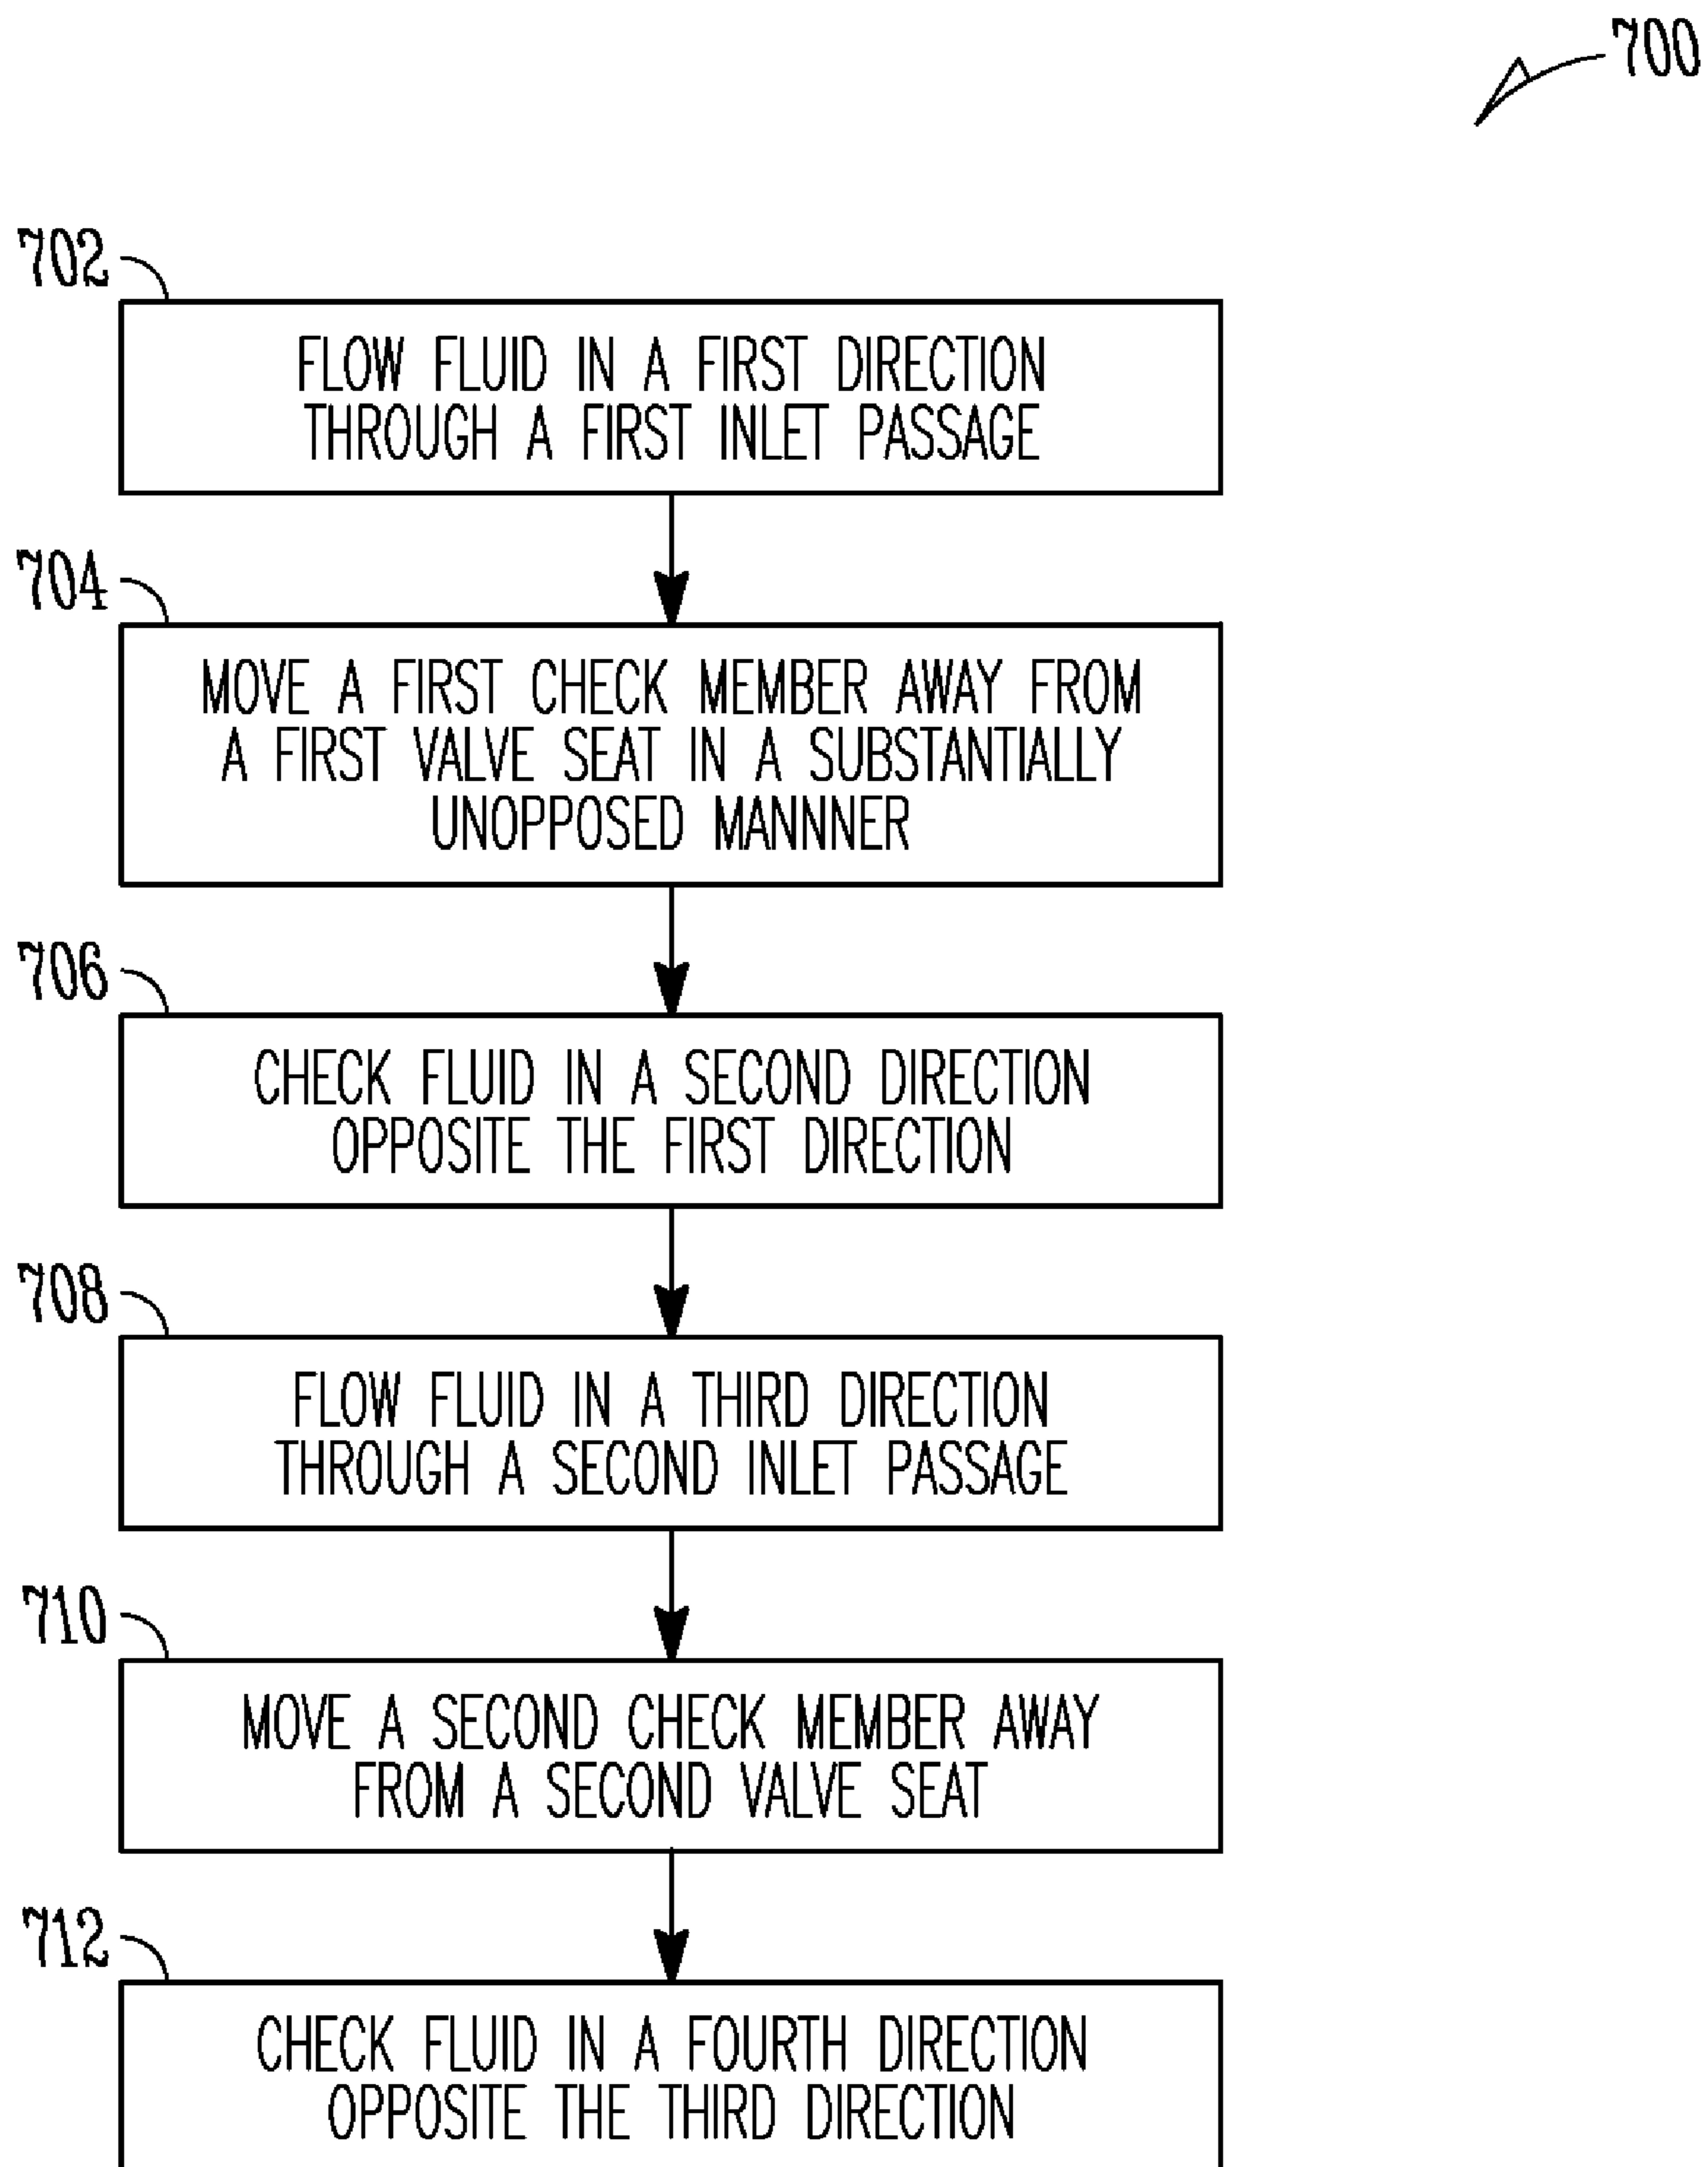 700
702
FLOW FLUID IN A FIRST DIRECTION
THROUGH A FIRST INLET PASSAGE
704
MOVE A FIRST CHECK MEMBER AWAY FROM
A FIRST VALVE SEAT IN A SUBSTANTIALLY
UNOPPOSED MANNNER
706
CHECK FLUID IN A SECOND DIRECTION
OPPOSITE THE FIRST DIRECTION
708
FLOW FLUID IN A THIRD DIRECTION
THROUGH A SECOND INLET PASSAGE
710
MOVE A SECOND CHECK MEMBER AWAY
FROM A SECOND VALVE SEAT
712
CHECK FLUID IN A FOURTH DIRECTION
OPPOSITE THE THIRD DIRECTION